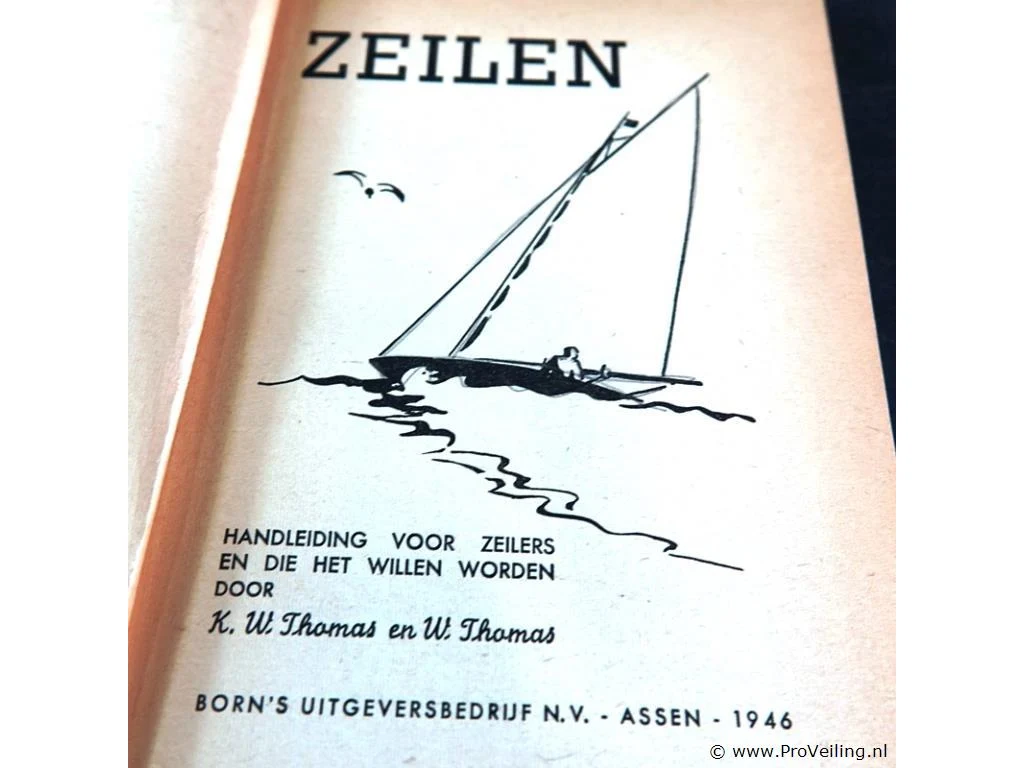 ZEILEN
HANDLEIDING VOOR ZEILERS
EN DIE HET WILLEN WORDEN
DOOR
K. W. Thomas en W. Thomas
BORN'S UITGEVERSBEDRIJF N.V. - ASSEN - 1946
© www.ProVeiling.nl